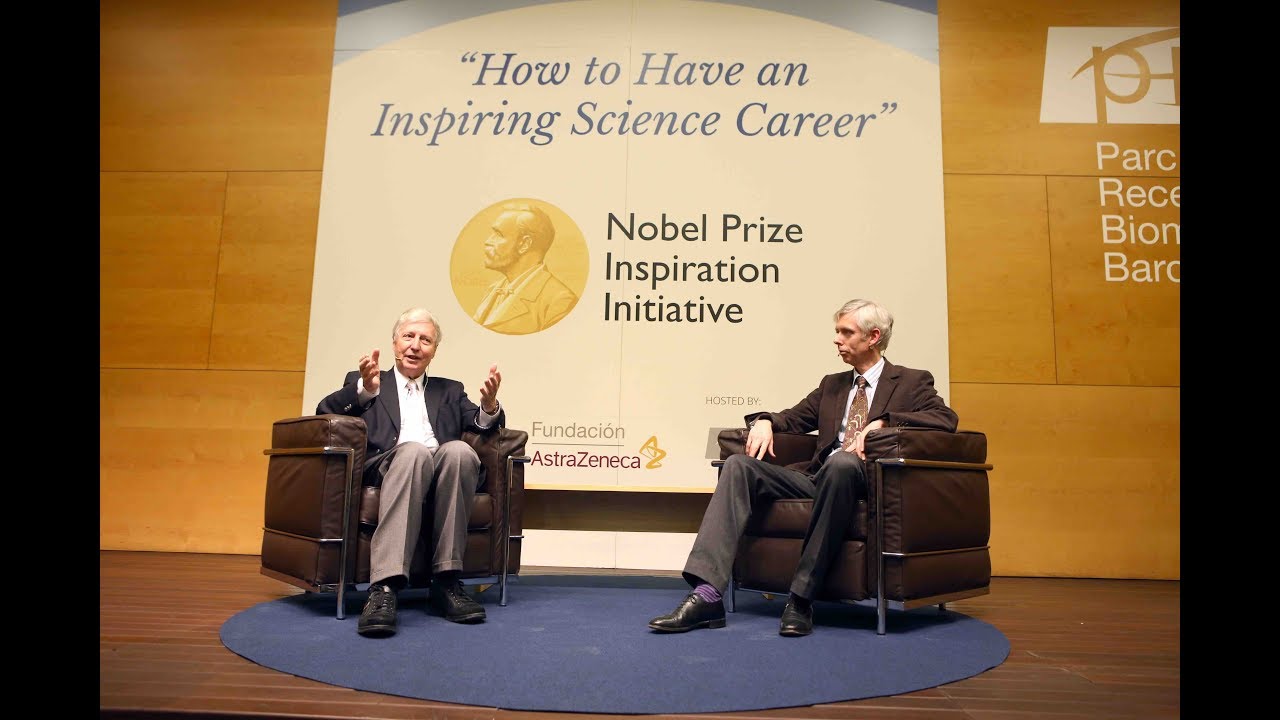 “How to Have an
Inspiring Science Career”
Nobel Prize
Inspiration
Initiative
HOSTED BY:
Fundación
AstraZeneca
Parc
Rece
Biom
Barc